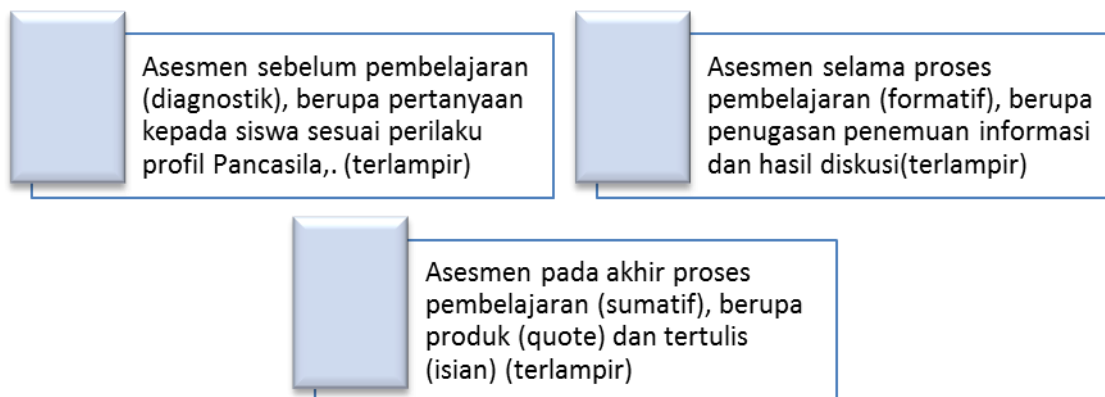 Asesmen sebelum pembelajaran
(diagnostik), berupa pertanyaan
kepada siswa sesuai perilaku
profil Pancasila,. (terlampir)
Asesmen selama proses
pembelajaran (formatif), berupa
penugasan penemuan informasi
dan hasil diskusi(terlampir)
Asesmen pada akhir proses
pembelajaran (sumatif), berupa
produk (quote) dan tertulis
(isian) (terlampir)